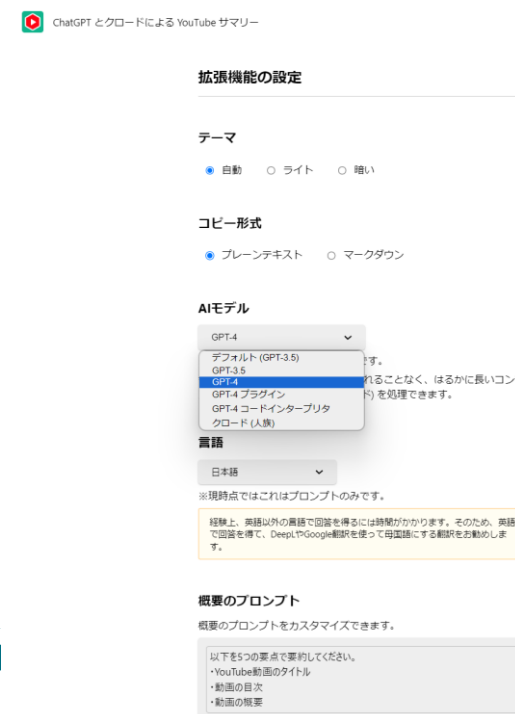 ChatGPT とクロードによる YouTube サマリー
拡張機能の設定
テーマ
自動
ライト
暗い
コピー形式
プレーンテキスト
マークダウン
AIモデル
GPT-4
デフォルト (GPT-3.5)
です。
GPT-3.5
れることなく、はるかに長いコン
GPT-4
GPT-4 プラグイン
ド) を処理できます。
GPT-4 コードインタープリタ
クロード (人族)
言語
日本語
※現時点ではこれはプロンプトのみです。
経験上、英語以外の言語で回答を得るには時間がかかります。そのため、英語
で回答を得て、DeepLやGoogle翻訳を使って母国語にする翻訳をお勧めしま
す。
概要のプロンプト
概要のプロンプトをカスタマイズできます。
以下を5つの要点で要約してください。
・YouTube動画のタイトル
・動画の目次
・動画の概要